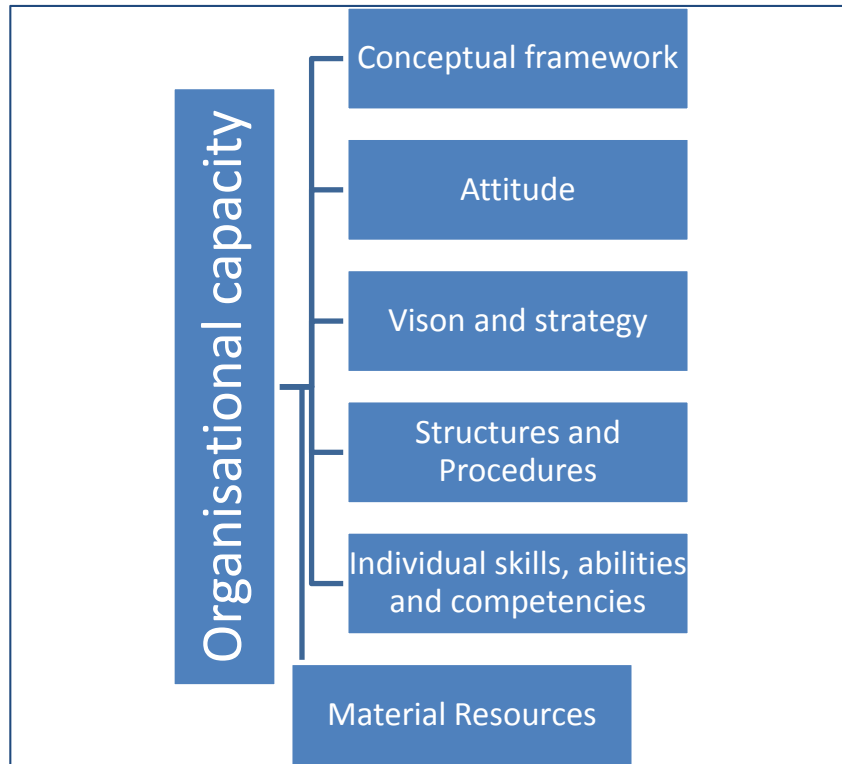 Organisational capacity
Conceptual framework
Attitude
Vison and strategy
Structures and
Procedures
Individual skills, abilities
and competencies
Material Resources